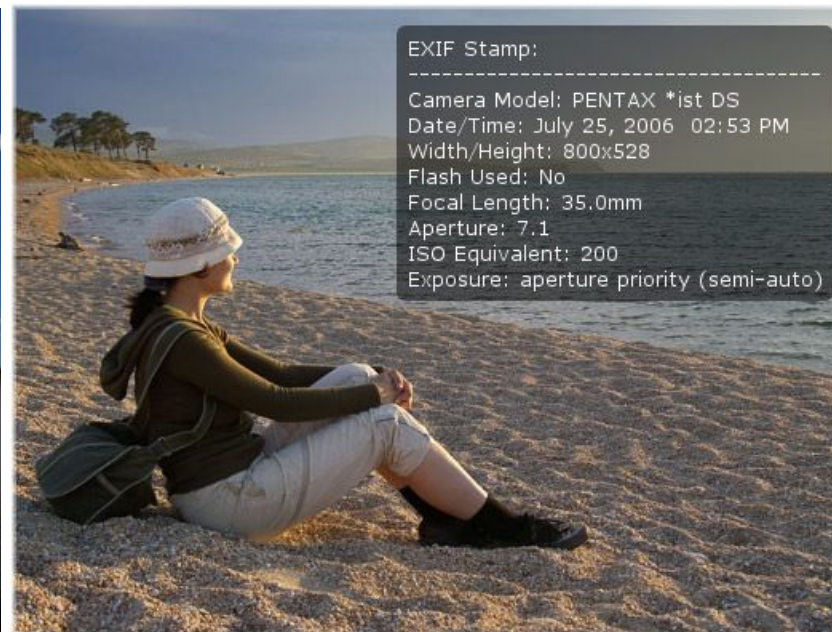 EXIF Stamp:
-------------------------------------
Camera Model: PENTAX *ist DS
Date/Time: July 25, 2006  02:53 PM
Width/Height: 800x528
Flash Used: No
Focal Length: 35.0mm
Aperture: 7.1
ISO Equivalent: 200
Exposure: aperture priority (semi-auto)